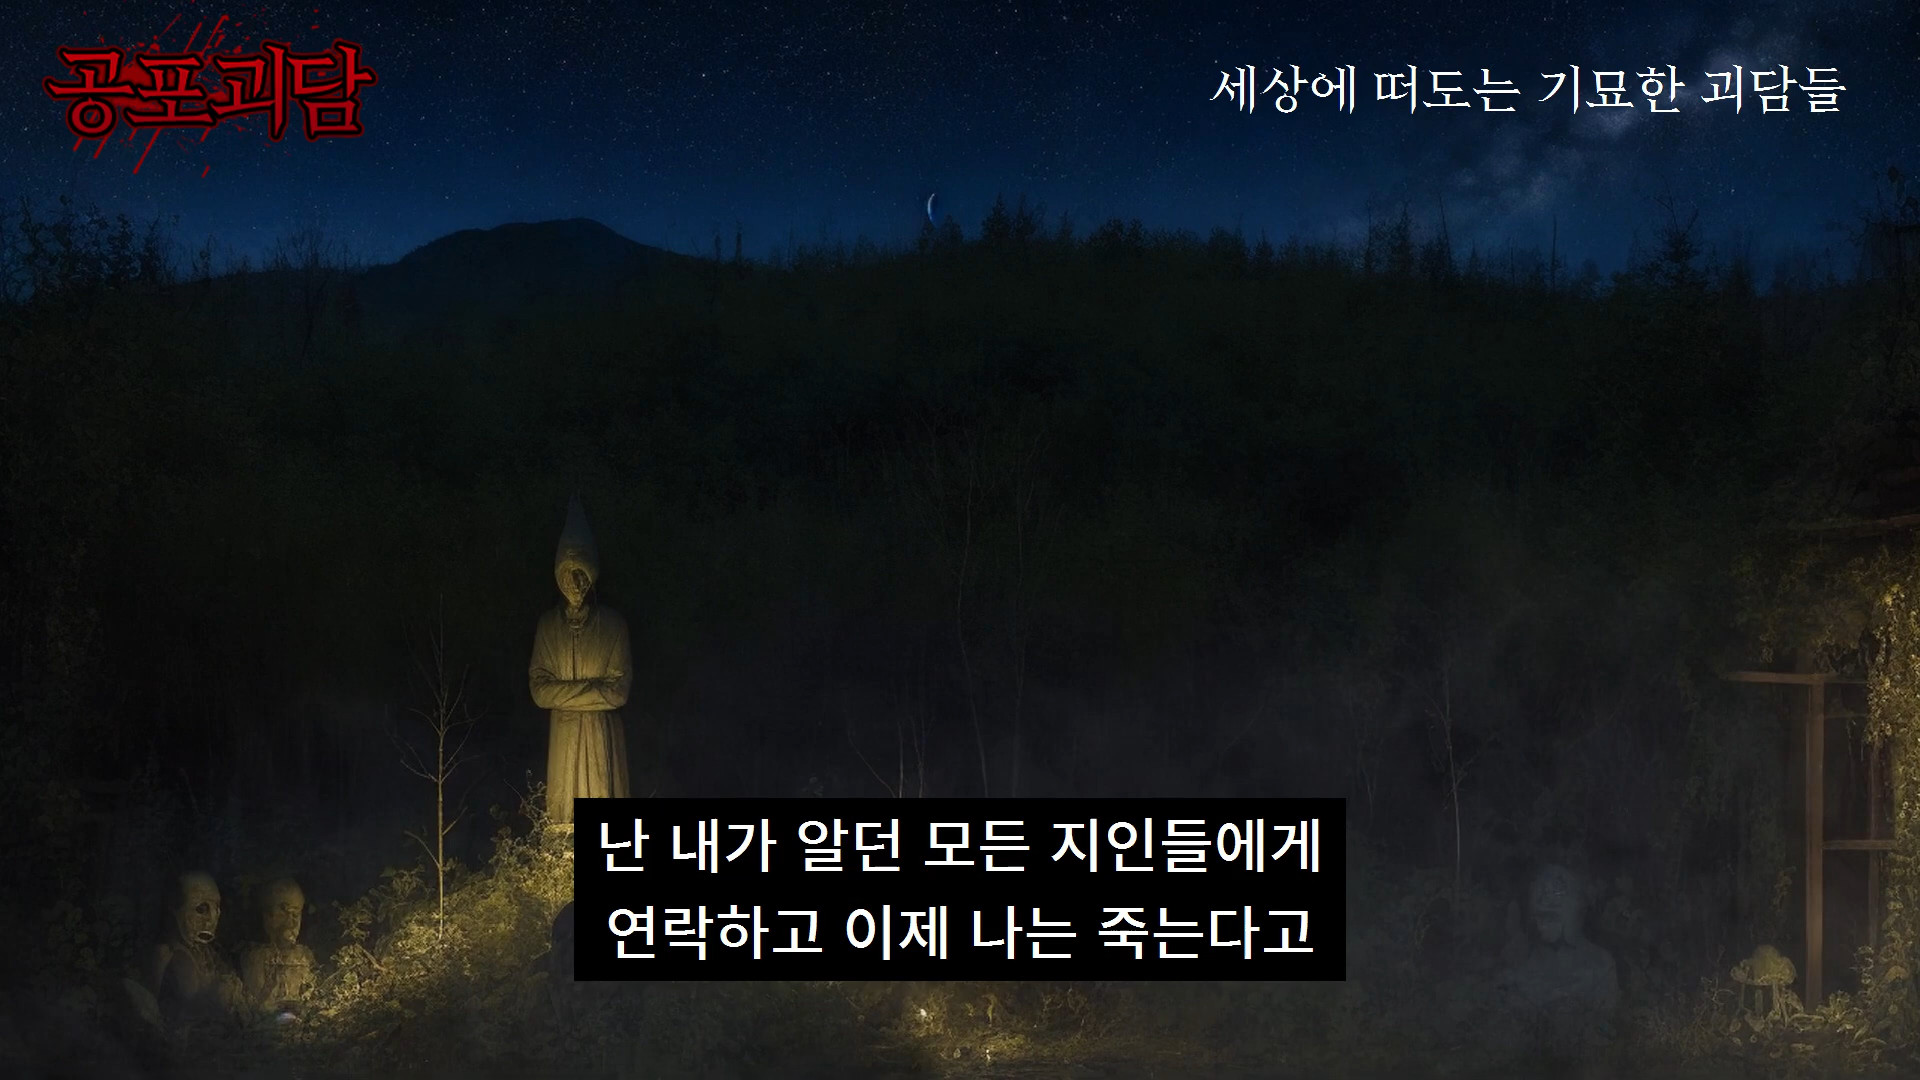 공포괴담
세상에 떠도는 기묘한 괴담들
난 내가 알던 모든 지인들에게
연락하고 이제 나는 죽는다고